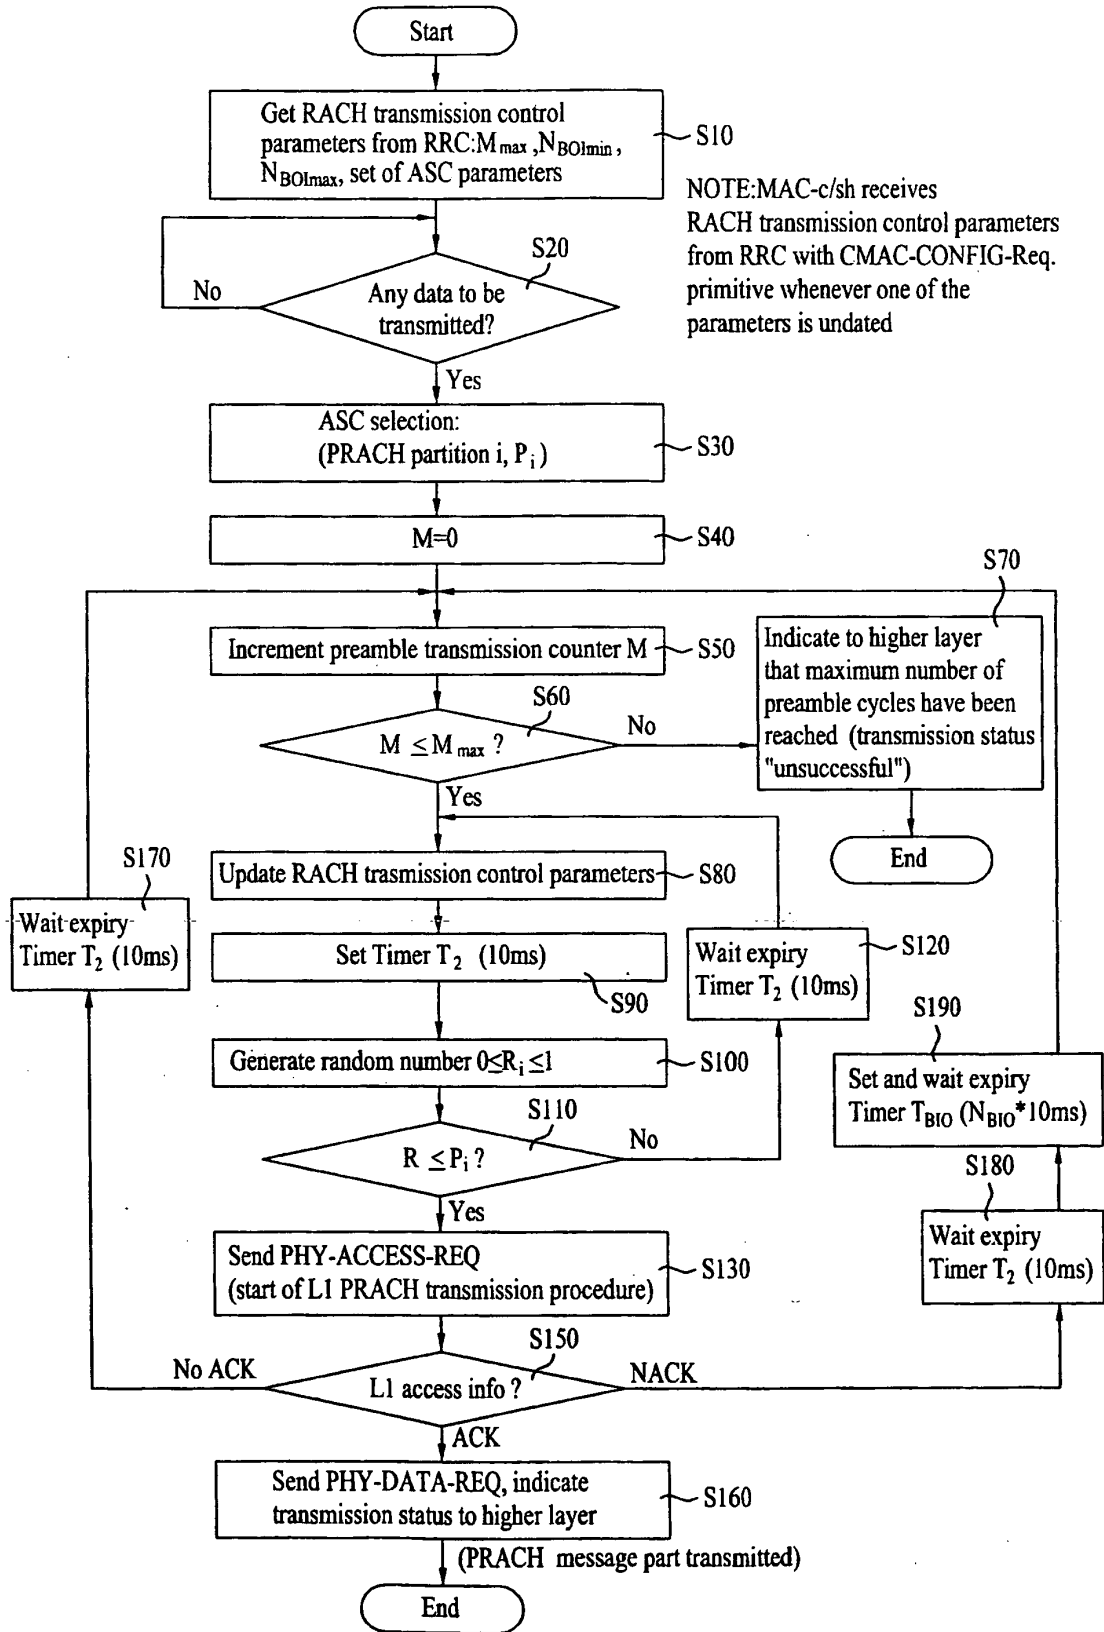 Start
Get RACH transmission control
parameters from RRC:Mmax ,NBOImin ,
NBOImax, set of ASC parameters
S10
NOTE:MAC-c/sh receives
RACH transmission control parameters
from RRC with CMAC-CONFIG-Req.
primitive whenever one of the
parameters is undated
S20
No
Any data to be
transmitted?
Yes
ASC selection:
(PRACH partition i, Pi )
S30
M=0
S40
S70
Increment preamble transmission counter M
S50
Indicate to higher layer
that maximum number of
preamble cycles have been
reached (transmission status
"unsuccessful")
S60
M ≤ Mmax ?
No
Yes
End
S170
Update RACH trasmission control parameters
S80
Wait expiry
Timer T2 (10ms)
Set Timer T2 (10ms)
S90
S120
Wait expiry
Timer T2 (10ms)
S190
Generate random number 0≤Ri ≤1
S100
Set and wait expiry
Timer TBIO (NBIO*10ms)
S110
R ≤ Pi ?
No
Yes
S180
Send PHY-ACCESS-REQ
(start of L1 PRACH transmission procedure)
S130
Wait expiry
Timer T2 (10ms)
S150
No ACK
L1 access info ?
NACK
ACK
Send PHY-DATA-REQ, indicate
transmission status to higher layer
S160
(PRACH message part transmitted)
End